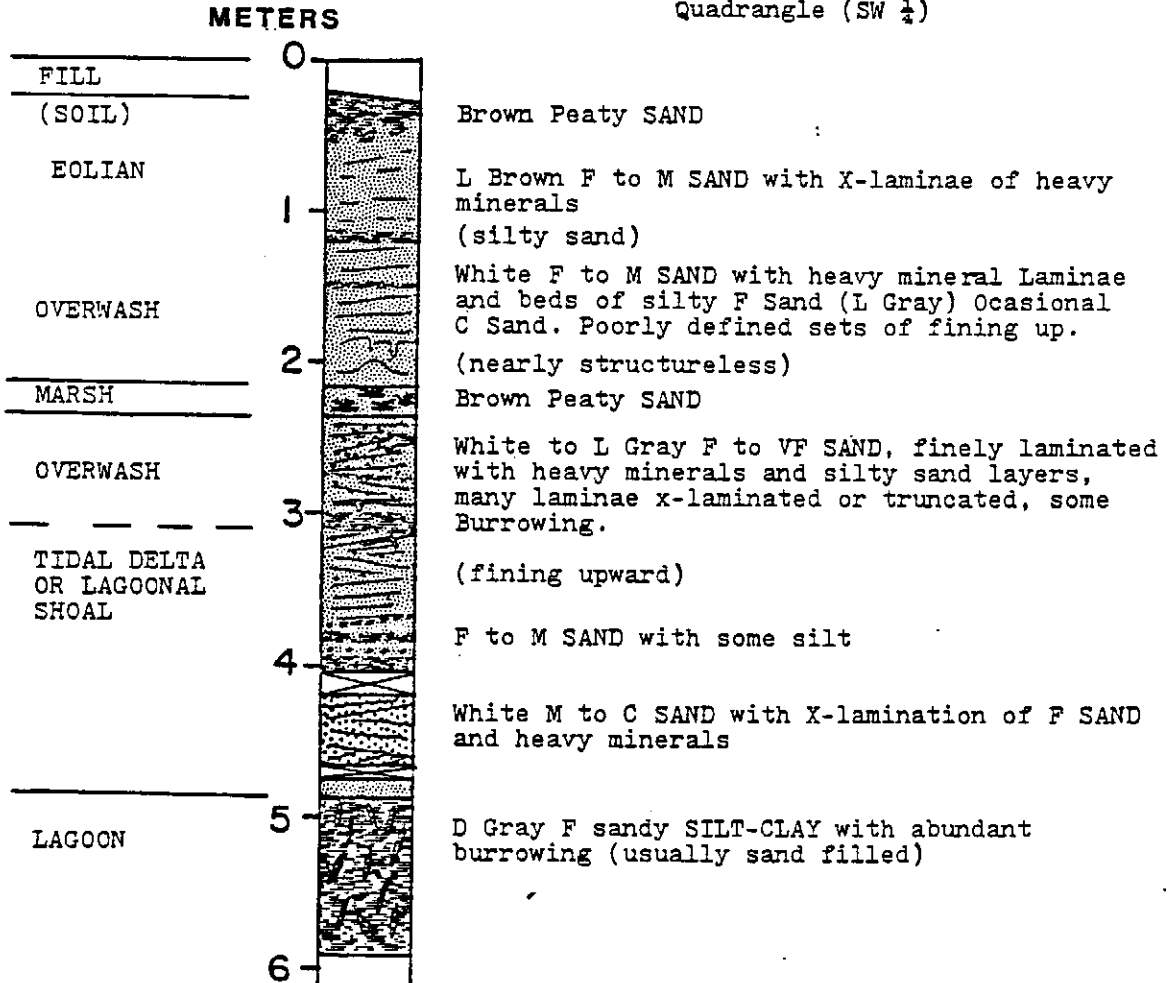 METERS
Quadrangle (SW ¼)
0
FILL
(SOIL)
Brown Peaty SAND
EOLIAN
L Brown F to M SAND with X-laminae of heavy
minerals
1
(silty sand)
White F to M SAND with heavy mineral Laminae
and beds of silty F Sand (L Gray) Ocasional
C Sand. Poorly defined sets of fining up.
OVERWASH
2
(nearly structureless)
MARSH
Brown Peaty SAND
White to L Gray F to VF SAND, finely laminated
with heavy minerals and silty sand layers,
many laminae x-laminated or truncated, some
Burrowing.
OVERWASH
3
TIDAL DELTA
OR LAGOONAL
SHOAL
(fining upward)
F to M SAND with some silt
4
White M to C SAND with X-lamination of F SAND
and heavy minerals
5
LAGOON
D Gray F sandy SILT-CLAY with abundant
burrowing (usually sand filled)
6